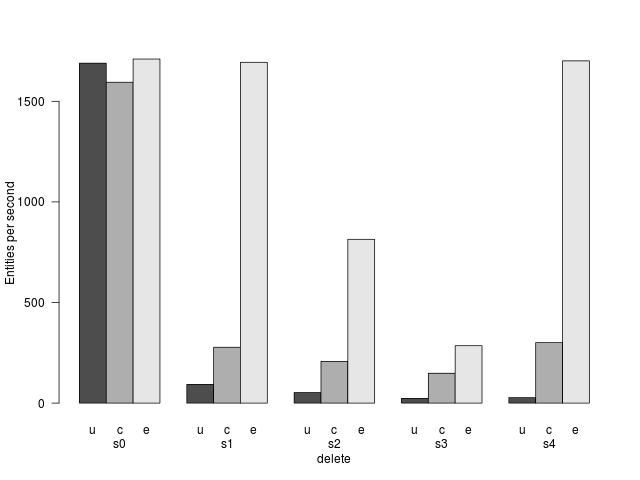 1500
1000
500
0
Entities per second
u c e u c e u c e u c e u c e
s0 s1 s2 s3 s4
delete